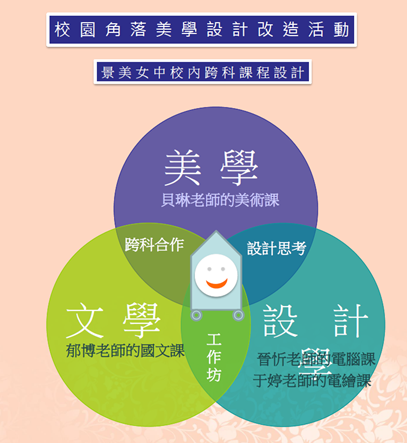 校園角落美學設計改造活動
景美女中校內跨科課程設計
美學
貝琳老師的美術課
跨科合作
設計思考
文學
郁博老師的國文課
工作坊
設計學
晉忻老師的電腦課
于婷老師的電繪課